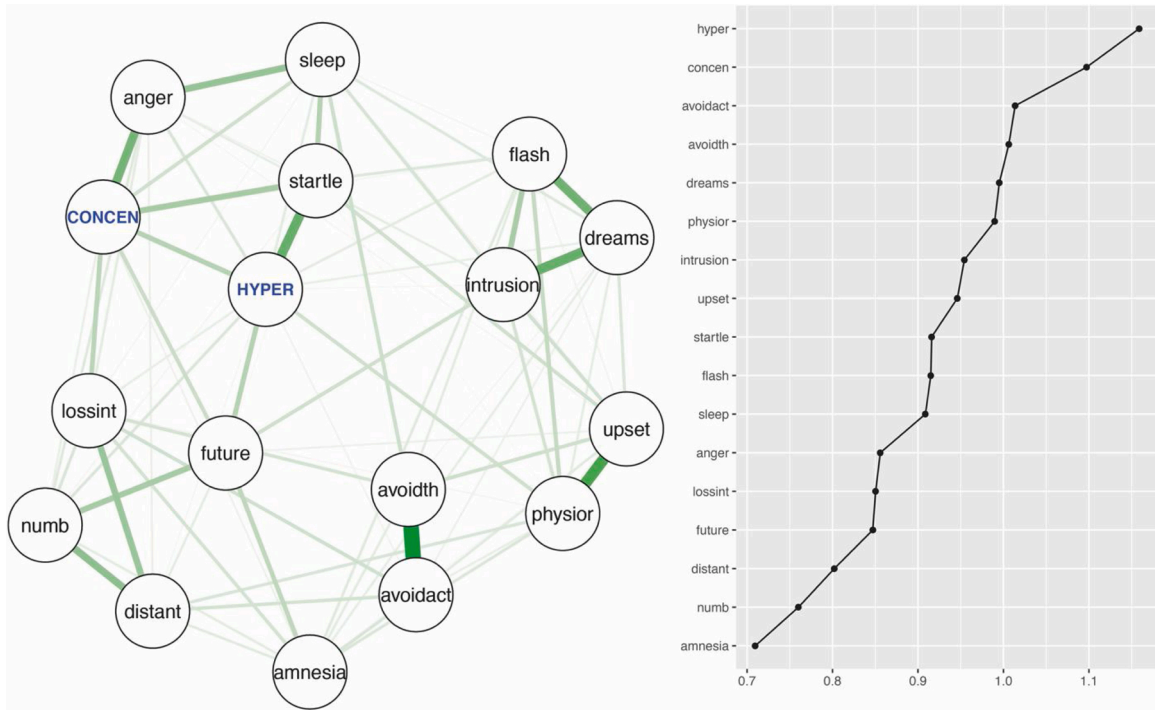 sleep
anger
flash
startle
CONCEN
dreams
HYPER
intrusion
lossint
future
upset
avoidth
numb
physior
distant
avoidact
amnesia
hyper
concen
avoidact
avoidth
dreams
physior
intrusion
upset
startle
flash
sleep
anger
lossint
future
distant
numb
amnesia
0.7 0.8 0.9 1.0 1.1